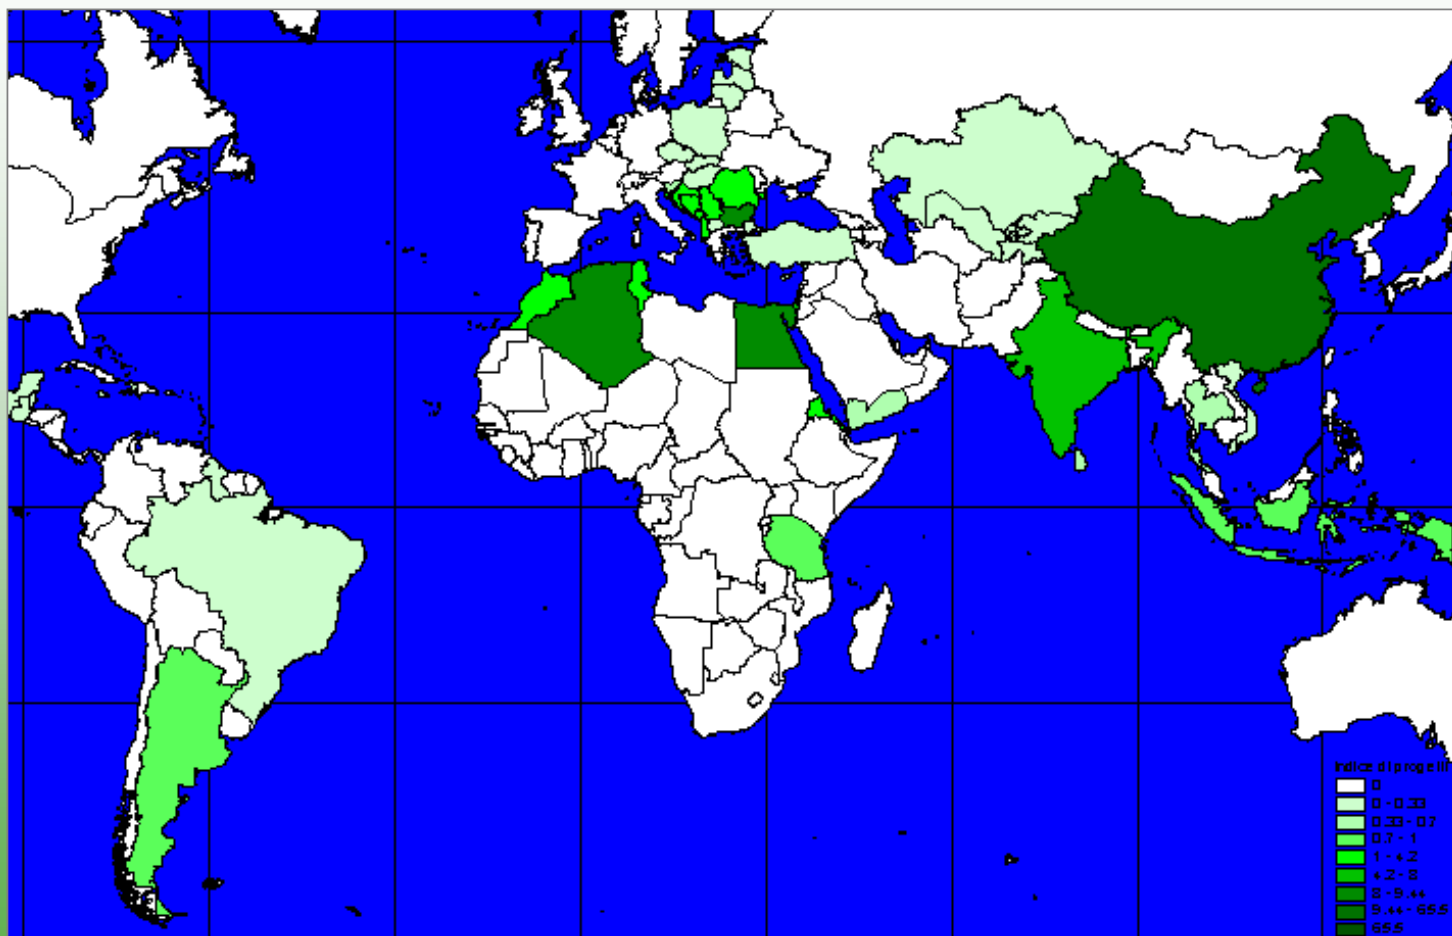 Indice di progetti
0
0 - 0.33
0.33 - 0.7
0.7 - 1
1 - 4.2
4.2 - 8
8 - 9.44
9.44 - 65.5
65.5